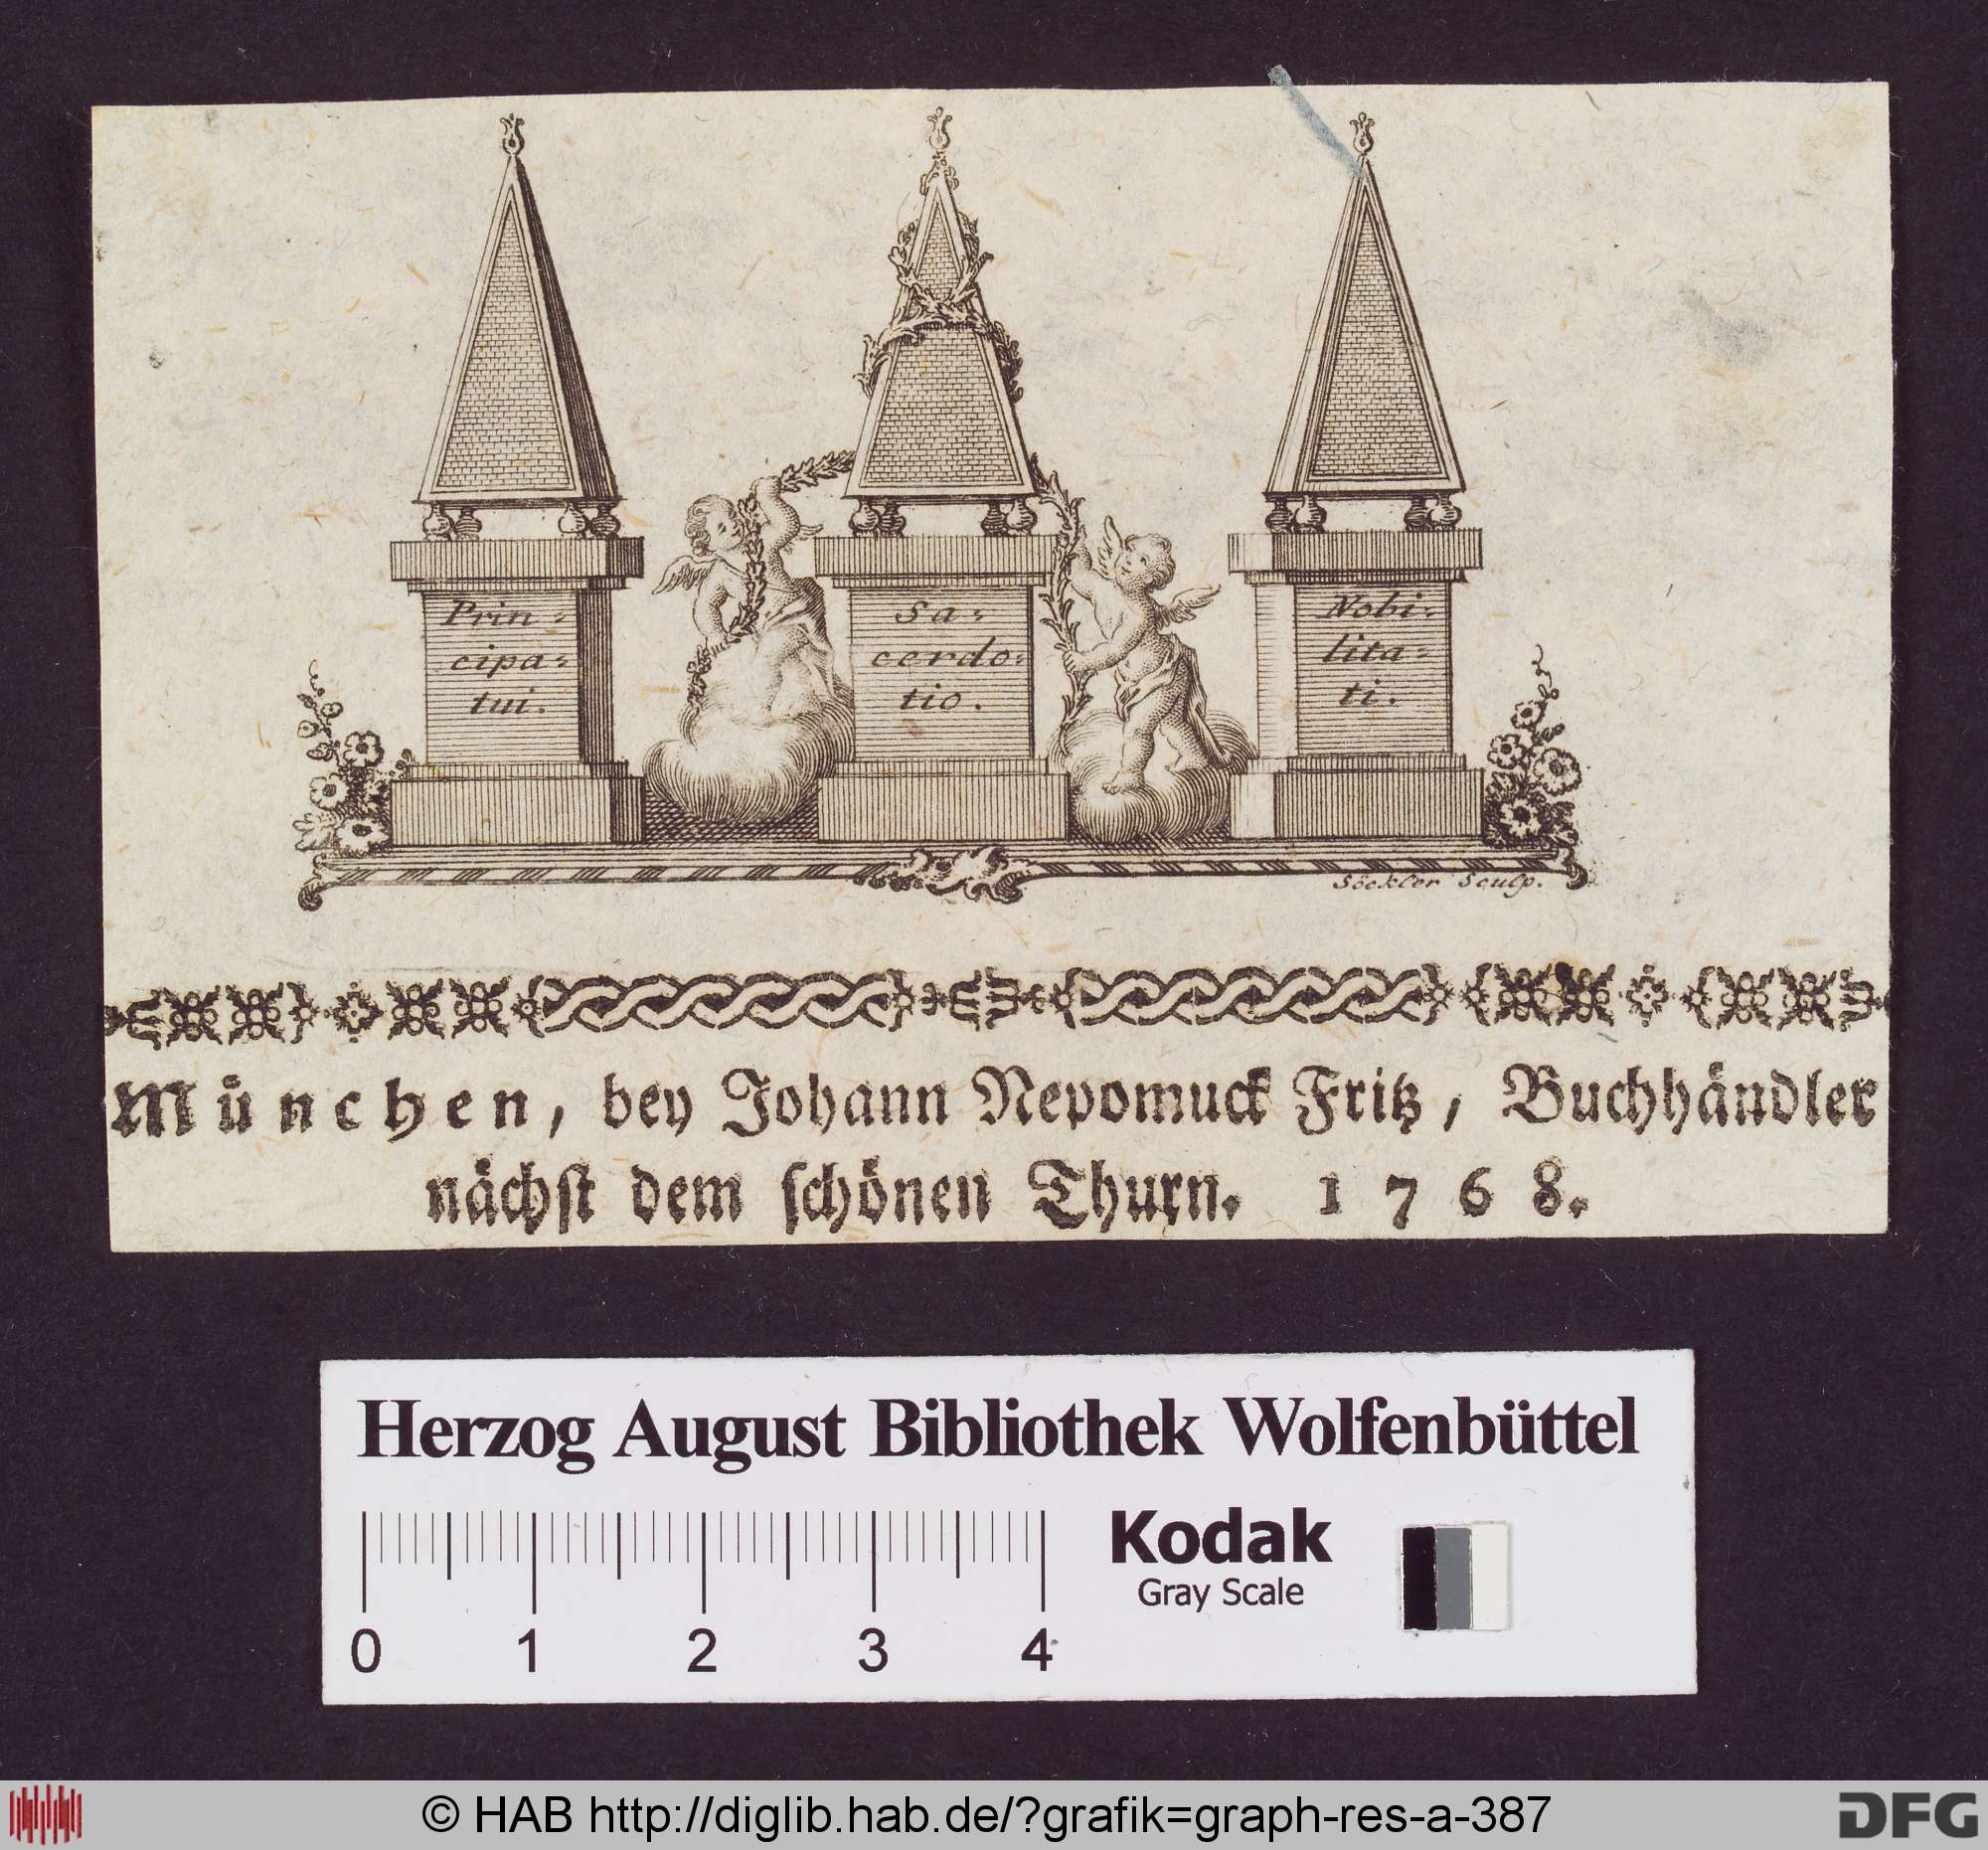 Prin-
cipa-
tui.
Sa-
cerdo-
tio.
Nobi-
lita-
ti.
Söckler Sculp.
München, bey Johann Nepomuck Fritz, Buchhändler
nächst dem schönen Thurn. 1768.
Herzog August Bibliothek Wolfenbüttel
0 1 2 3 4
Kodak
Gray Scale
© HAB http://diglib.hab.de/?grafik=graph-res-a-387
DFG